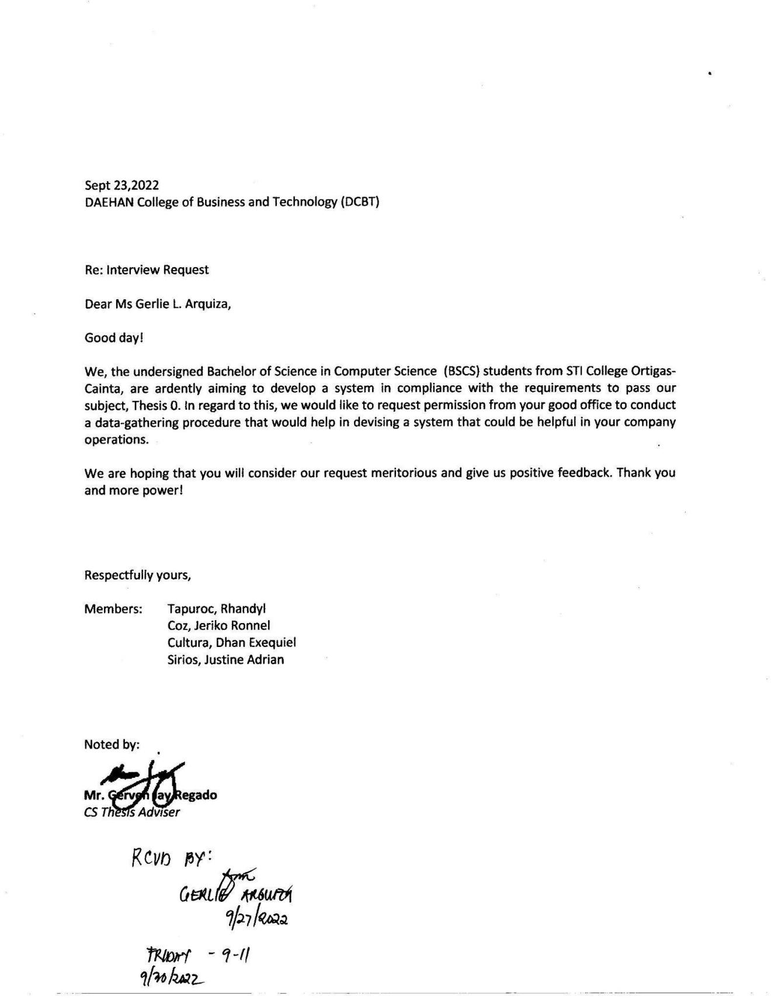 Sept 23,2022
DAEHAN College of Business and Technology (DCBT)
Re: Interview Request
Dear Ms Gerlie L. Arquiza,
Good day!
We, the undersigned Bachelor of Science in Computer Science (BSCS) students from STI College Ortigas-
Cainta, are ardently aiming to develop a system in compliance with the requirements to pass our
subject, Thesis 0. In regard to this, we would like to request permission from your good office to conduct
a data-gathering procedure that would help in devising a system that could be helpful in your company
operations.
We are hoping that you will consider our request meritorious and give us positive feedback. Thank you
and more power!
Respectfully yours,
Members: Tapuroc, Rhandyl
Coz, Jeriko Ronnel
Cultura, Dhan Exequiel
Sirios, Justine Adrian
Noted by:
Mr. Gerven Jay Regado
CS Thesis Adviser
RCVD BY:
GERLIE ARQUIZA
9/27/2022
FRIDAY - 9-11
9/30/2022